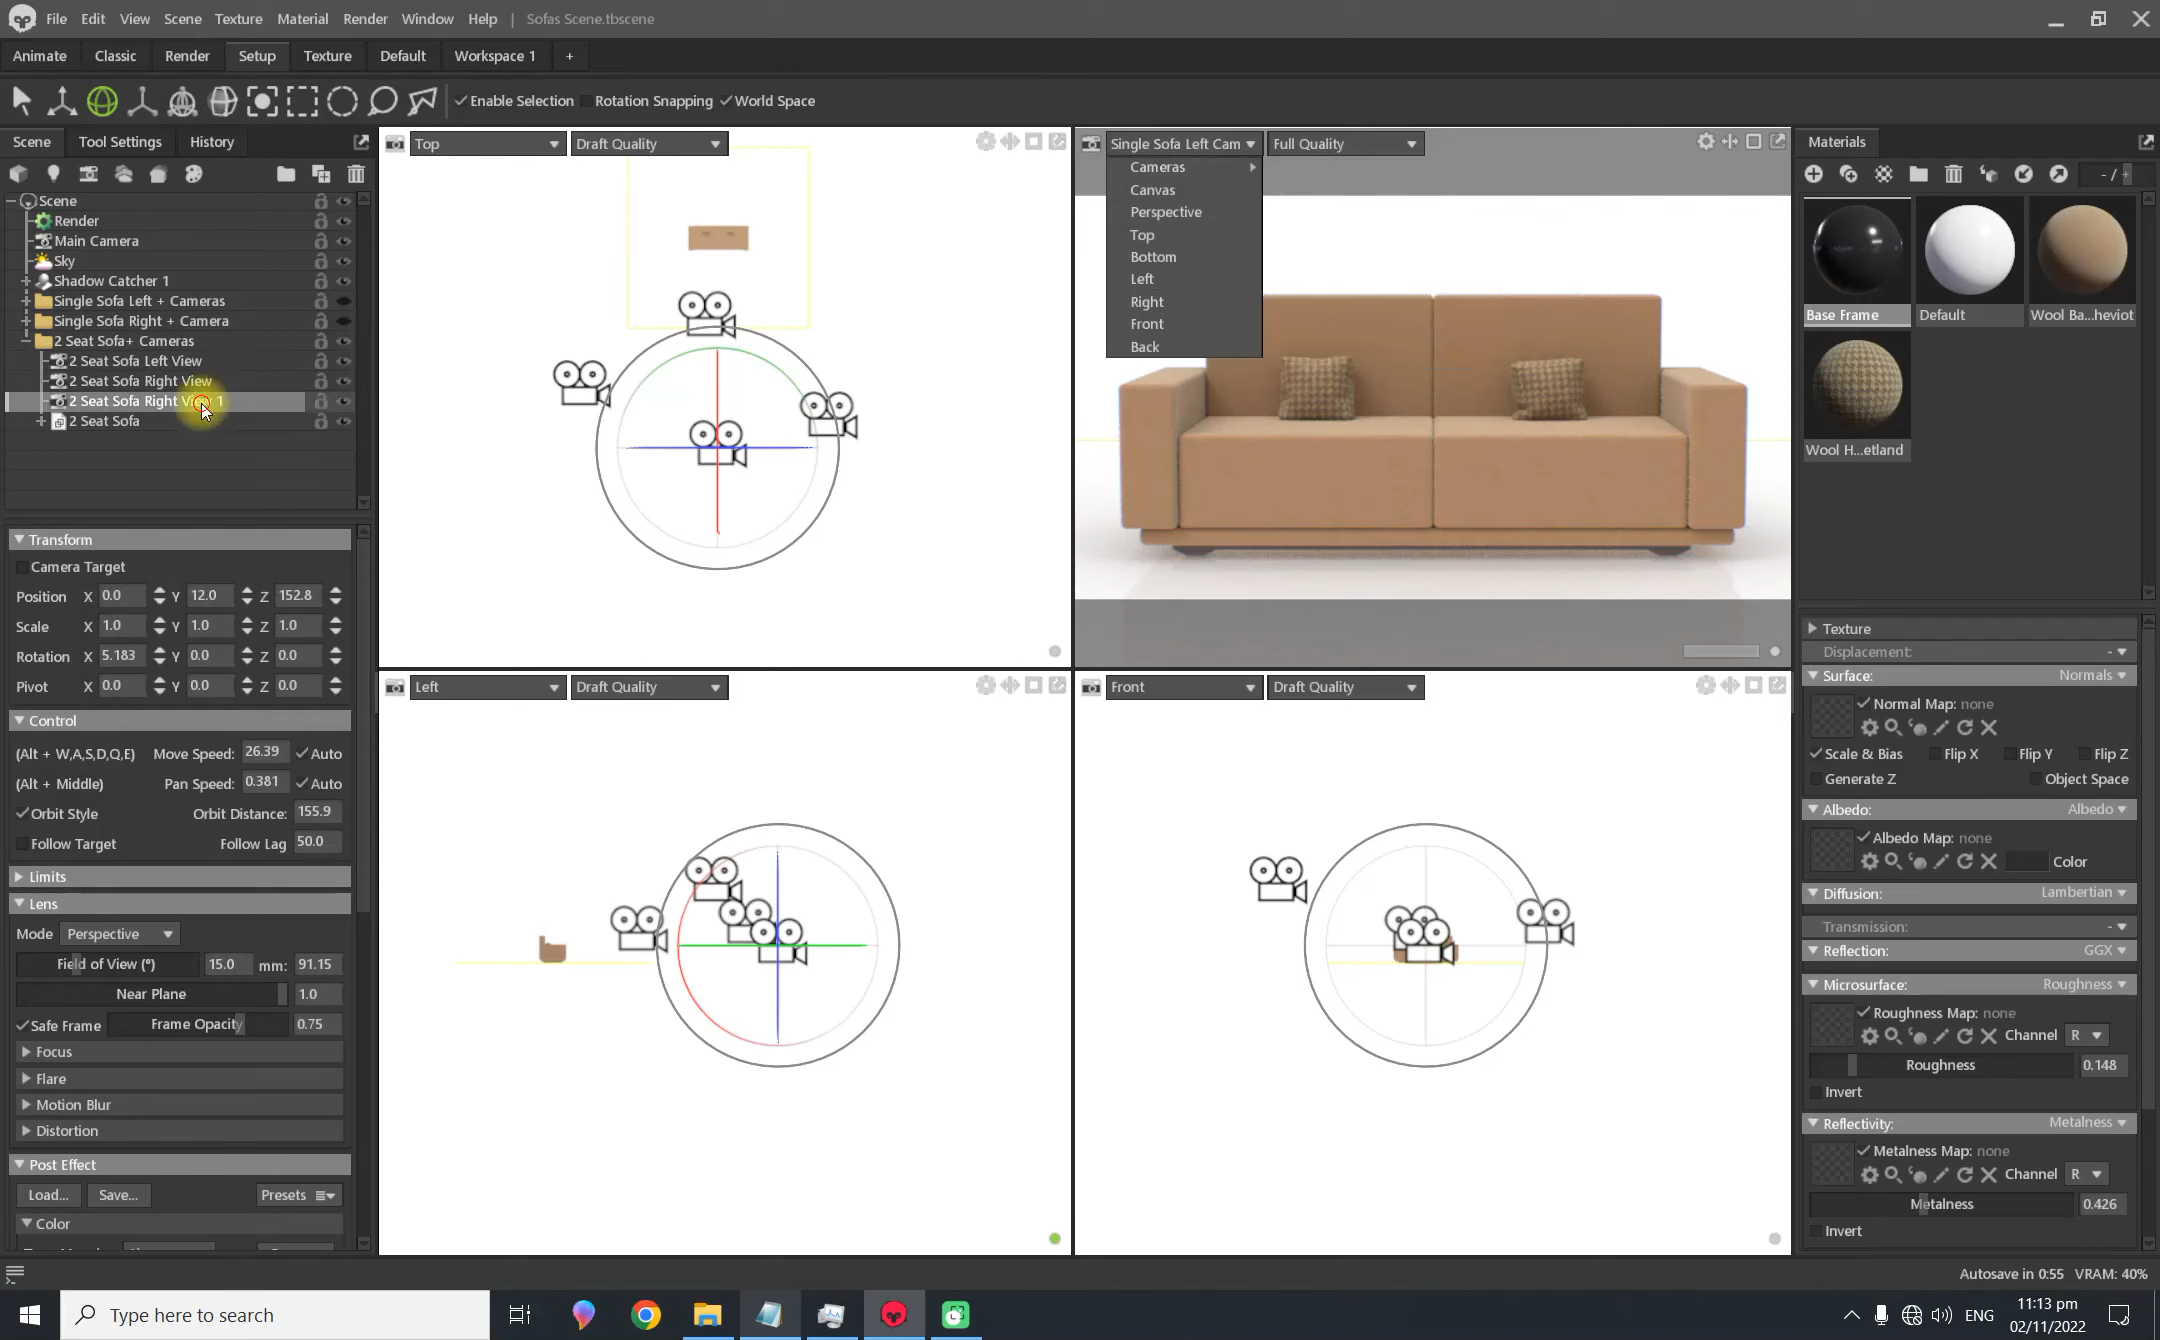 File Edit View Scene Texture Material Render Window Help | Sofas Scene.tbscene
Animate Classic Render Setup Texture Default Workspace 1 +
Enable Selection Rotation Snapping World Space
Scene Tool Settings History
Scene
Render
Main Camera
Sky
Shadow Catcher 1
Single Sofa Left + Cameras
Single Sofa Right + Camera
2 Seat Sofa+ Cameras
2 Seat Sofa Left View
2 Seat Sofa Right View
2 Seat Sofa Right View 1
2 Seat Sofa
Transform
Camera Target
Position X 0.0 Y 12.0 Z 152.8
Scale X 1.0 Y 1.0 Z 1.0
Rotation X 5.183 Y 0.0 Z 0.0
Pivot X 0.0 Y 0.0 Z 0.0
Control
(Alt + W,A,S,D,Q,E) Move Speed: 26.39 Auto
(Alt + Middle) Pan Speed: 0.381 Auto
Orbit Style Orbit Distance: 155.9
Follow Target Follow Lag 50.0
Limits
Lens
Mode Perspective
Field of View (°) 15.0 mm: 91.15
Near Plane 1.0
Safe Frame Frame Opacity 0.75
Focus
Flare
Motion Blur
Distortion
Post Effect
Load... Save... Presets
Color
Top Draft Quality
Single Sofa Left Cam Full Quality
Cameras
Canvas
Perspective
Top
Bottom
Left
Right
Front
Back
Left Draft Quality
Front Draft Quality
Materials
- / +
Base Frame Default Wool Ba...heviot
Wool H...etland
Texture
Displacement: -
Surface: Normals
Normal Map: none
Scale & Bias Flip X Flip Y Flip Z
Generate Z Object Space
Albedo: Albedo
Albedo Map: none
Color
Diffusion: Lambertian
Transmission: -
Reflection: GGX
Microsurface: Roughness
Roughness Map: none
Channel R
Roughness 0.148
Invert
Reflectivity: Metalness
Metalness Map: none
Channel R
Metalness 0.426
Invert
Autosave in 0:55 VRAM: 40%
Type here to search
ENG
11:13 pm
02/11/2022